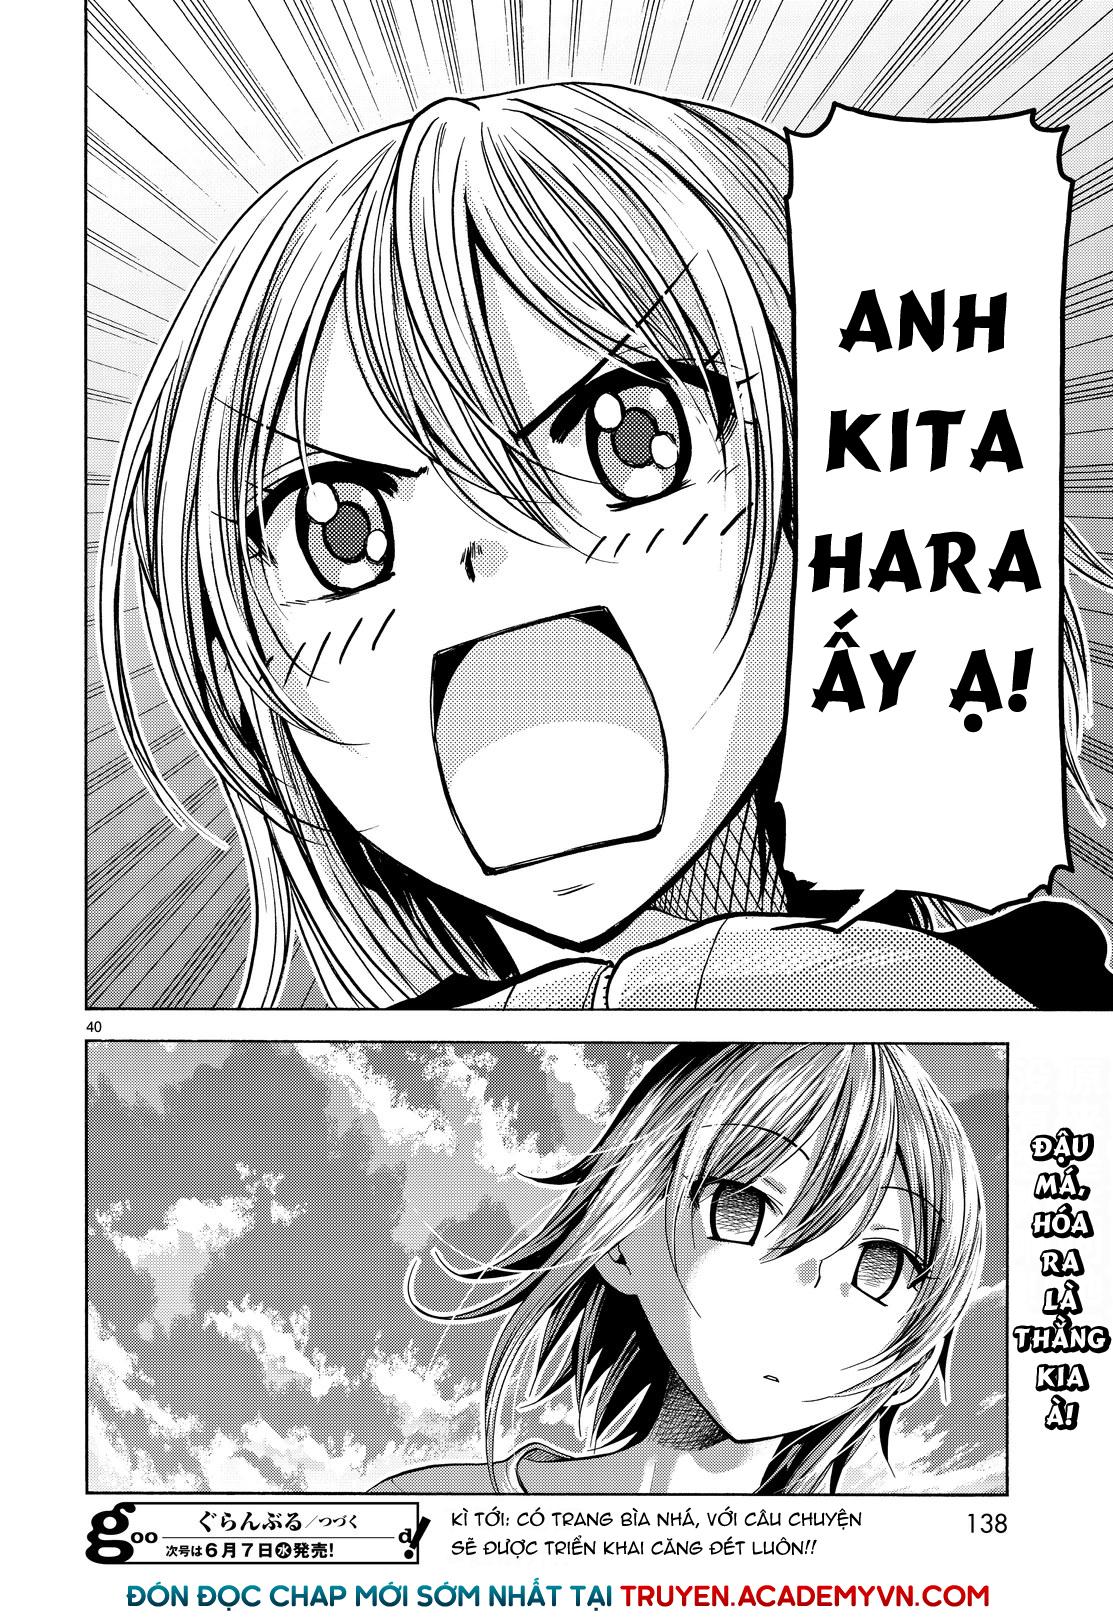 ANH
KITA
HARA
ẤY Ạ!
40
ĐẬU
MÁ,
HÓA
RA
LÀ
THẰNG
KIA
À!
goo d!
ぐらんぶる/つづく
次号は6月7日㊌発売!
KÌ TỚI: CÓ TRANG BÌA NHÁ, VỚI CÂU CHUYỆN
SẼ ĐƯỢC TRIỂN KHAI CĂNG ĐÉT LUÔN!!
138
ĐÓN ĐỌC CHAP MỚI SỚM NHẤT TẠI TRUYEN.ACADEMYVN.COM